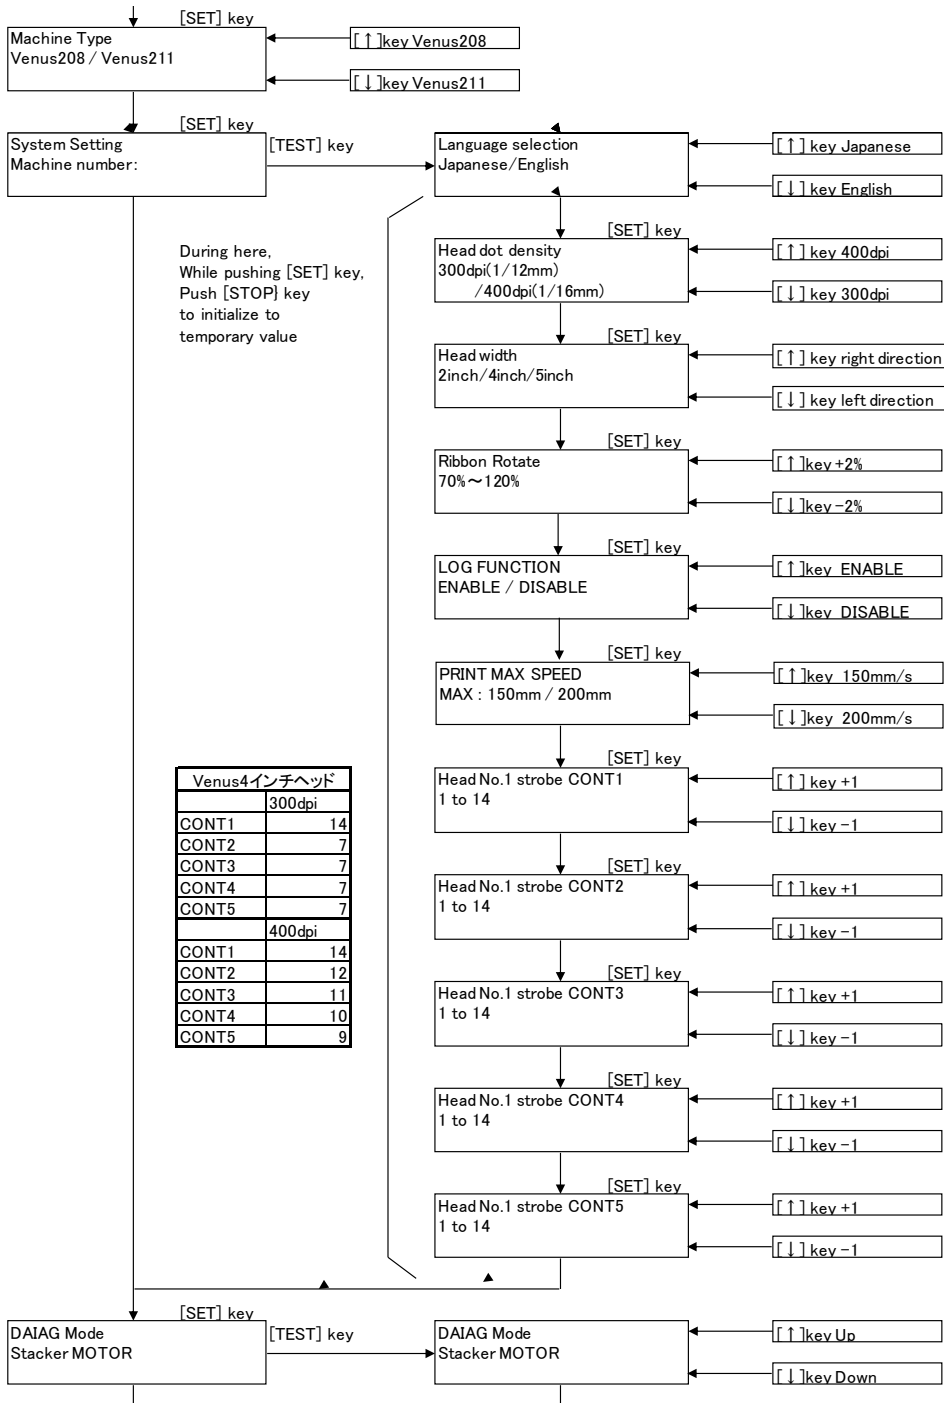 [SET] key
Machine Type
Venus208 / Venus211
[↑]key Venus208
[↓]key Venus211
[SET] key
System Setting
Machine number:
[TEST] key
Language selection
Japanese/English
[↑] key Japanese
[↓] key English
During here,
While pushing [SET] key,
Push [STOP} key
to initialize to
temporary value
[SET] key
Head dot density
300dpi(1/12mm)
/400dpi(1/16mm)
[↑] key 400dpi
[↓] key 300dpi
[SET] key
Head width
2inch/4inch/5inch
[↑] key right direction
[↓] key left direction
[SET] key
Ribbon Rotate
70%～120%
[↑]key +2%
[↓]key −2%
[SET] key
LOG FUNCTION
ENABLE / DISABLE
[↑]key ENABLE
[↓]key DISABLE
[SET] key
PRINT MAX SPEED
MAX : 150mm / 200mm
[↑]key 150mm/s
[↓]key 200mm/s
[SET] key
Head No.1 strobe CONT1
1 to 14
[↑] key +1
[↓] key −1
Venus4インチヘッド
300dpi
CONT1 14
CONT2 7
CONT3 7
CONT4 7
CONT5 7
400dpi
CONT1 14
CONT2 12
CONT3 11
CONT4 10
CONT5 9
[SET] key
Head No.1 strobe CONT2
1 to 14
[↑] key +1
[↓] key −1
[SET] key
Head No.1 strobe CONT3
1 to 14
[↑] key +1
[↓] key −1
[SET] key
Head No.1 strobe CONT4
1 to 14
[↑] key +1
[↓] key −1
[SET] key
Head No.1 strobe CONT5
1 to 14
[↑] key +1
[↓] key −1
[SET] key
DAIAG Mode
Stacker MOTOR
[TEST] key
DAIAG Mode
Stacker MOTOR
[↑]key Up
[↓]key Down